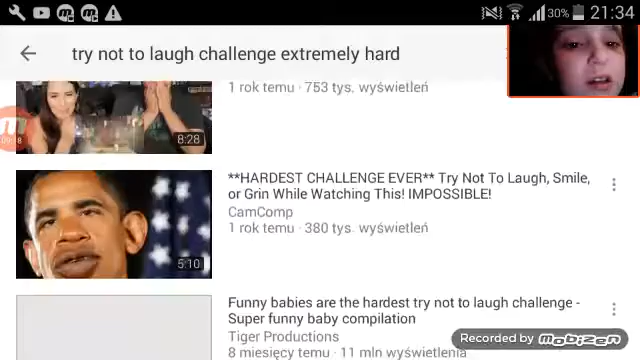 30% 21:34
try not to laugh challenge extremely hard
1 rok temu · 753 tys. wyświetleń
8:28
**HARDEST CHALLENGE EVER** Try Not To Laugh, Smile,
or Grin While Watching This! IMPOSSIBLE!
CamComp
1 rok temu · 380 tys. wyświetleń
5:10
Funny babies are the hardest try not to laugh challenge -
Super funny baby compilation
Tiger Productions
8 miesięcy temu · 11 mln wyświetlenia
Recorded by MOBIZEN